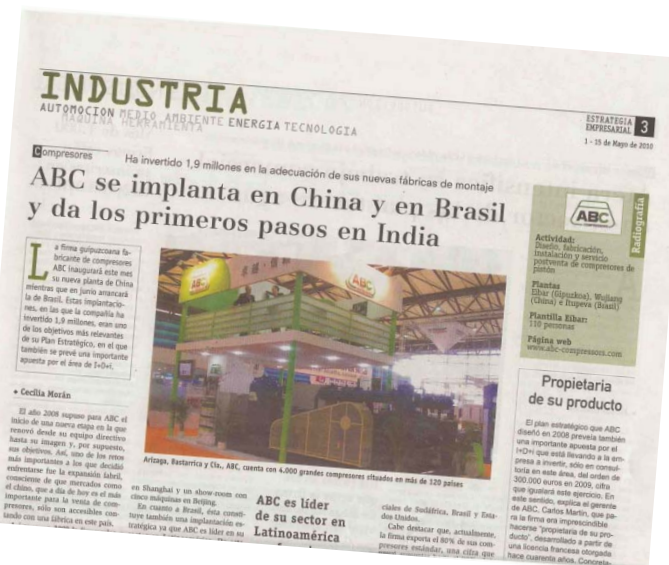 INDUSTRIA
AUTOMOCION MEDIO AMBIENTE ENERGIA TECNOLOGIA
MAQUINA HERRAMIENTA
ESTRATEGIA
EMPRESARIAL 3
1 - 15 de Mayo de 2010
Compresores
Ha invertido 1,9 millones en la adecuación de sus nuevas fábricas de montaje
ABC se implanta en China y en Brasil
y da los primeros pasos en India
La firma guipuzcoana fa-
bricante de compresores
ABC inaugurará este mes
su nueva planta de China
mientras que en junio arrancará
la de Brasil. Estas implantacio-
nes, en las que la compañía ha
invertido 1,9 millones, eran uno
de los objetivos más relevantes
de su Plan Estratégico, en el que
también se prevé una importante
apuesta por el área de I+D+i.
Cecilia Morán
El año 2008 supuso para ABC el
inicio de una nueva etapa en la que
renovó desde su equipo directivo
hasta su imagen y, por supuesto,
sus objetivos. Así, uno de los retos
más importantes a los que decidió
enfrentarse fue la expansión fabril,
consciente de que mercados como
el chino, que a día de hoy es el más
importante para la venta de com-
presores, sólo son accesibles con-
tando con una fábrica en este país.
ABC
ABC
Arizaga, Bastarrica y Cia., ABC, cuenta con 4.000 grandes compresores situados en más de 120 países
en Shanghai y un show-room con
cinco máquinas en Beijing.
En cuanto a Brasil, ésta consti-
tuye también una implantación es-
tratégica ya que ABC es líder en su
ABC es líder
de su sector en
Latinoamérica
ciales de Sudáfrica, Brasil y Esta-
dos Unidos.
Cabe destacar que, actualmente,
la firma exporta el 80% de sus com-
presores estándar, una cifra que
ABC
Radiografía
Actividad:
Diseño, fabricación,
instalación y servicio
postventa de compresores de
pistón
Plantas
Eibar (Gipuzkoa), Wujiang
(China) e Itupeva (Brasil)
Plantilla Eibar:
110 personas
Página web
www.abc-compressors.com
Propietaria
de su producto
El plan estratégico que ABC
diseñó en 2008 preveía también
una importante apuesta por el
I+D+i que está llevando a la em-
presa a invertir, sólo en consul-
toría en este área, del orden de
300.000 euros en 2009, cifra
que igualará este ejercicio. En
este sentido, explica el gerente
de ABC, Carlos Martín, que pa-
ra la firma era imprescindible
hacerse "propietaria de su pro-
ducto", desarrollado a partir de
una licencia francesa otorgada
hace cuarenta años. Concreta-